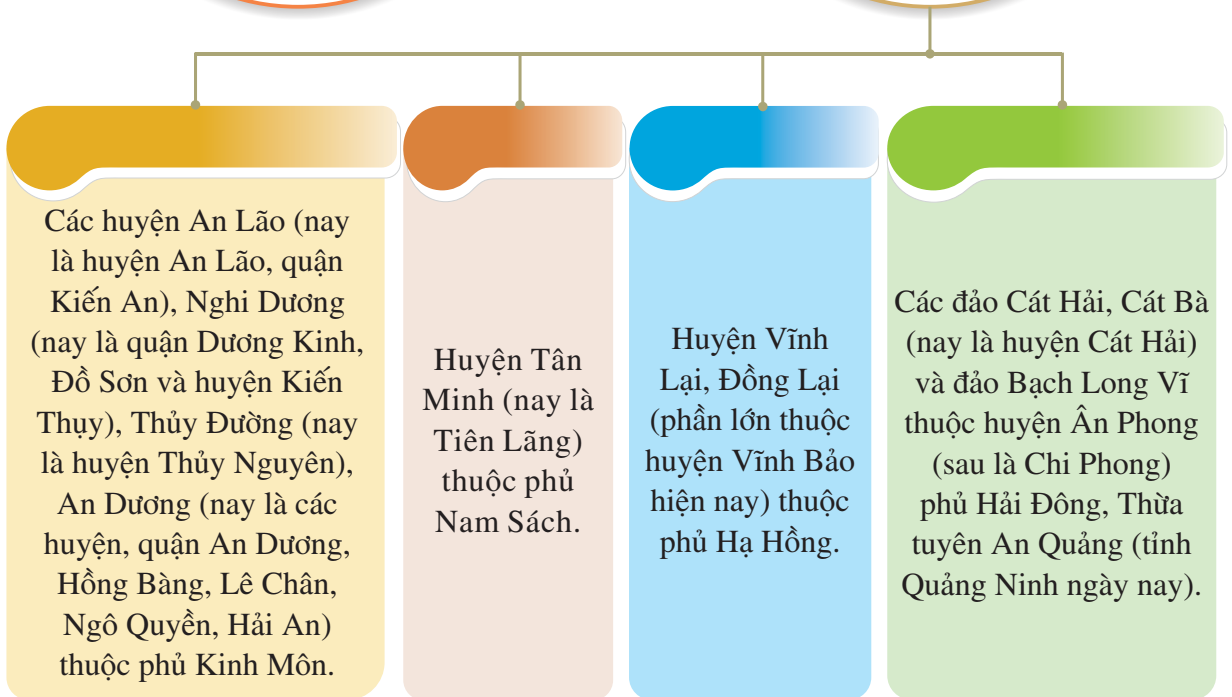 Các huyện An Lão (nay
là huyện An Lão, quận
Kiến An), Nghi Dương
(nay là quận Dương Kinh,
Đồ Sơn và huyện Kiến
Thụy), Thủy Đường (nay
là huyện Thủy Nguyên),
An Dương (nay là các
huyện, quận An Dương,
Hồng Bàng, Lê Chân,
Ngô Quyền, Hải An)
thuộc phủ Kinh Môn.
Huyện Tân
Minh (nay là
Tiên Lãng)
thuộc phủ
Nam Sách.
Huyện Vĩnh
Lại, Đồng Lại
(phần lớn thuộc
huyện Vĩnh Bảo
hiện nay) thuộc
phủ Hạ Hồng.
Các đảo Cát Hải, Cát Bà
(nay là huyện Cát Hải)
và đảo Bạch Long Vĩ
thuộc huyện Ân Phong
(sau là Chi Phong)
phủ Hải Đông, Thừa
tuyên An Quảng (tỉnh
Quảng Ninh ngày nay).